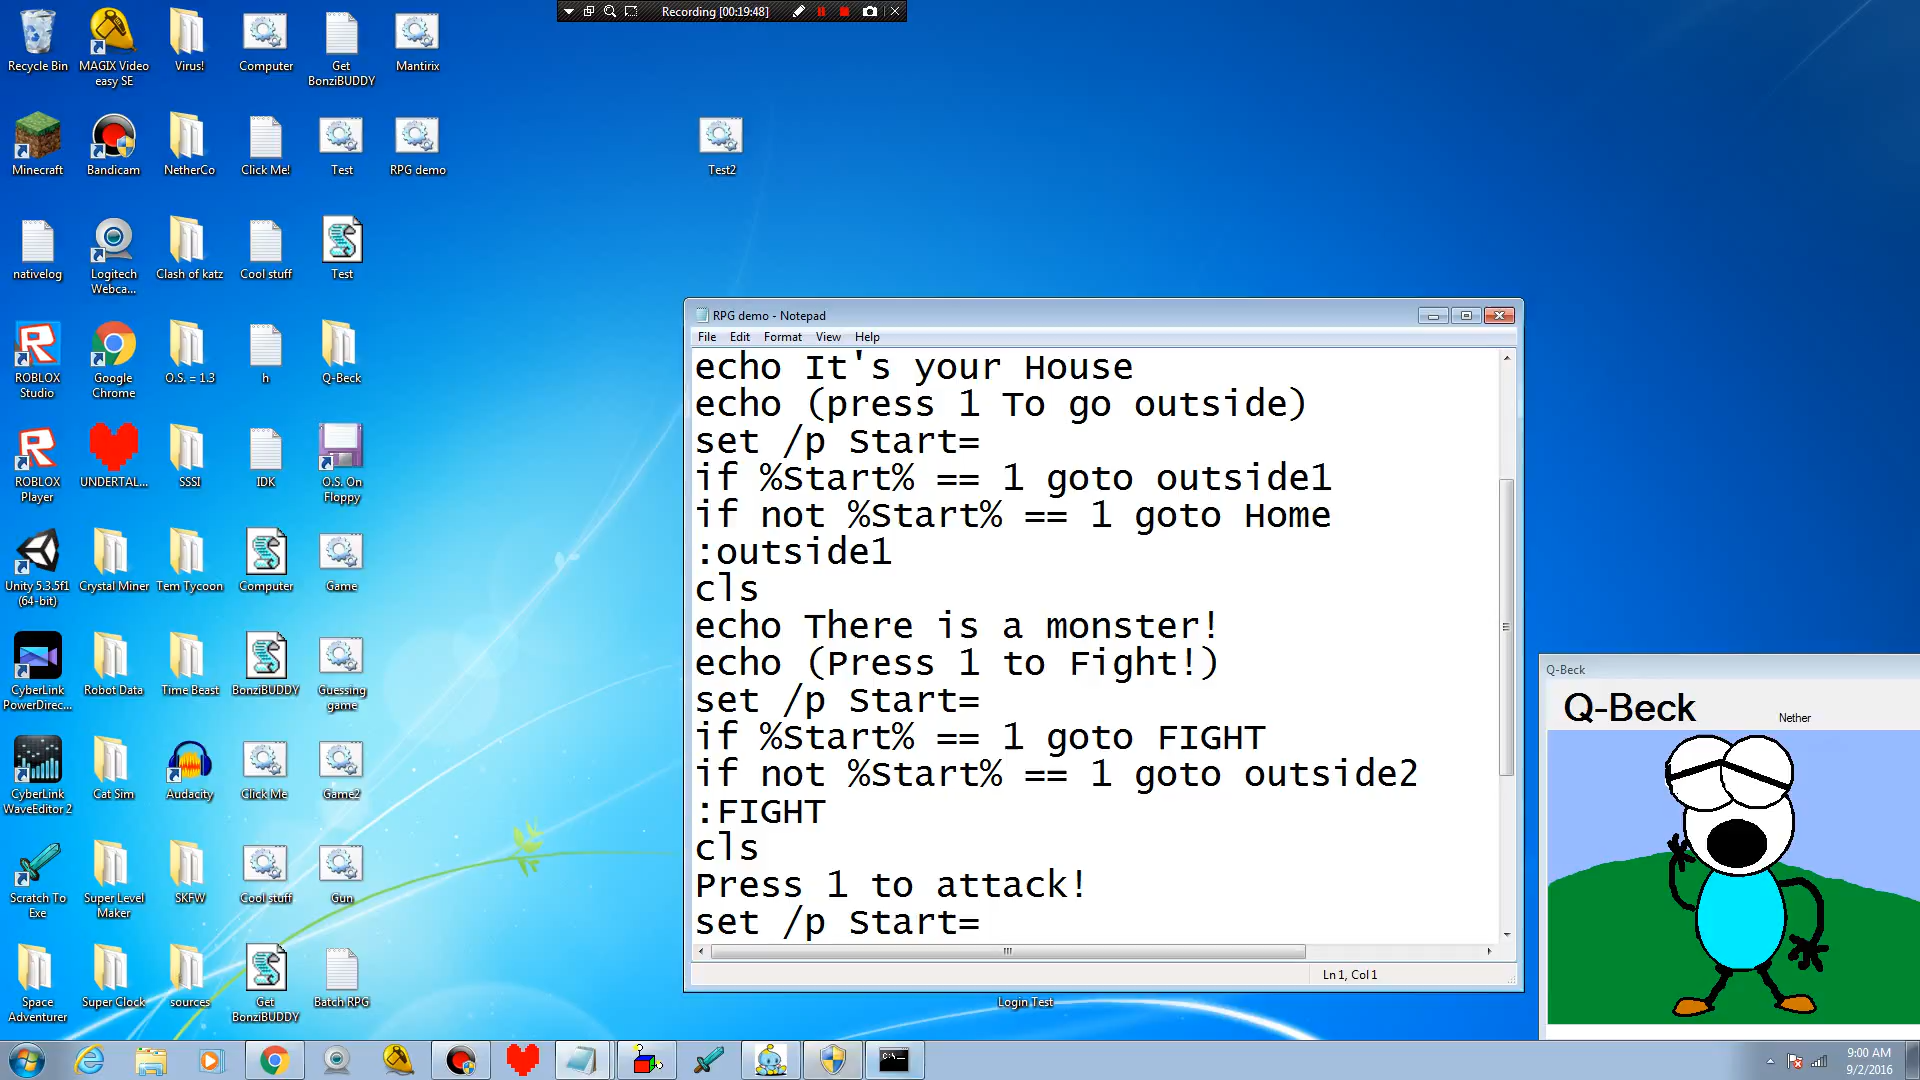 Recording [00:19:48]
Recycle Bin
MAGIX Video easy SE
Virus!
Computer
Get BonziBUDDY
Mantirix
Minecraft
Bandicam
NetherCo
Click Me!
Test
RPG demo
Test2
nativelog
Logitech Webca...
Clash of katz
Cool stuff
Test
ROBLOX Studio
Google Chrome
O.S. = 1.3
h
Q-Beck
ROBLOX Player
UNDERTAL...
SSSI
IDK
O.S. On Floppy
Unity 5.3.5f1 (64-bit)
Crystal Miner
Tem Tycoon
Computer
Game
CyberLink PowerDirec...
Robot Data
Time Beast
BonziBUDDY
Guessing game
CyberLink WaveEditor 2
Cat Sim
Audacity
Click Me
Game2
Scratch To Exe
Super Level Maker
SKFW
Cool stuff
Gun
Space Adventurer
Super Clock
sources
Get BonziBUDDY
Batch RPG
RPG demo - Notepad
File Edit Format View Help
echo It's your House
echo (press 1 To go outside)
set /p Start=
if %Start% == 1 goto outside1
if not %Start% == 1 goto Home
:outside1
cls
echo There is a monster!
echo (Press 1 to Fight!)
set /p Start=
if %Start% == 1 goto FIGHT
if not %Start% == 1 goto outside2
:FIGHT
cls
Press 1 to attack!
set /p Start=
Ln 1, Col 1
Login Test
Q-Beck
Q-Beck
Nether
C:\
9:00 AM
9/2/2016